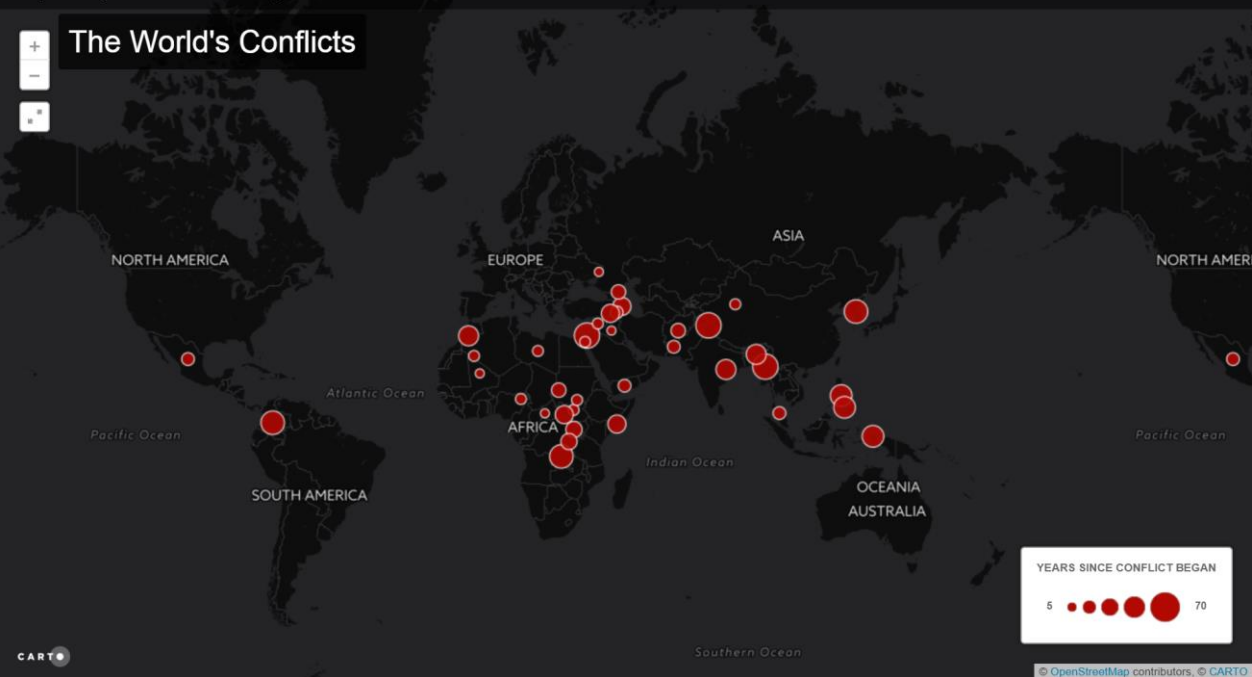 +
The World's Conflicts
−
ASIA
NORTH AMERICA
EUROPE
NORTH AMERI
Atlantic Ocean
AFRICA
Pacific Ocean
Pacific Ocean
Indian Ocean
SOUTH AMERICA
OCEANIA
AUSTRALIA
YEARS SINCE CONFLICT BEGAN
5 70
CARTO
Southern Ocean
© OpenStreetMap contributors, © CARTO